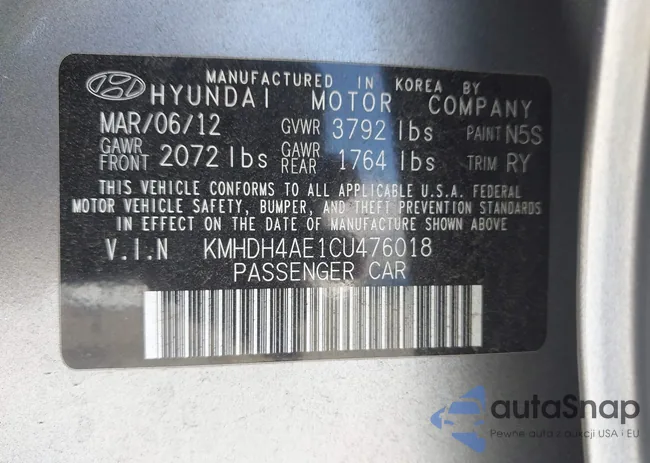 MANUFACTURED IN KOREA BY
HYUNDAI MOTOR COMPANY
MAR/06/12 GVWR 3792 lbs PAINT N5S
GAWR FRONT 2072 lbs GAWR REAR 1764 lbs TRIM RY
THIS VEHICLE CONFORMS TO ALL APPLICABLE U.S.A. FEDERAL
MOTOR VEHICLE SAFETY, BUMPER, AND THEFT PREVENTION STANDARDS
IN EFFECT ON THE DATE OF MANUFACTURE SHOWN ABOVE.
V.I.N KMHDH4AE1CU476018
PASSENGER CAR
autaSnap
Pewne auta z aukcji USA i EU